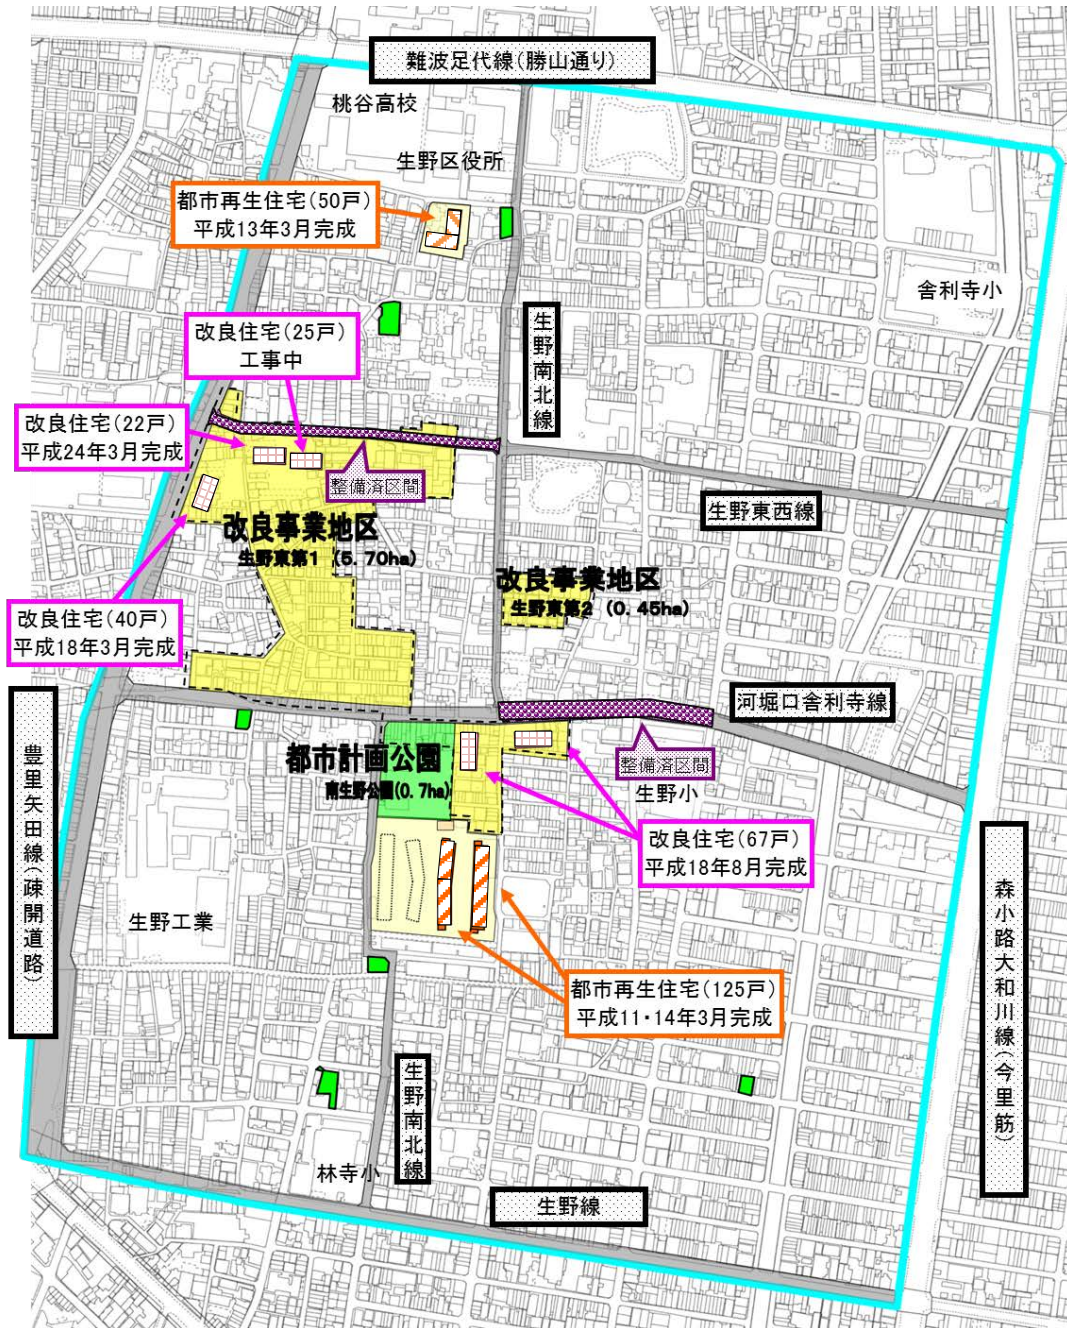 難波足代線(勝山通り)
桃谷高校
生野区役所
都市再生住宅(50戸)
平成13年3月完成
舎利寺小
生野南北線
改良住宅(25戸)
工事中
改良住宅(22戸)
平成24年3月完成
整備済区間
生野東西線
改良事業地区
生野東第1 (5.70ha)
改良事業地区
生野東第2 (0.45ha)
改良住宅(40戸)
平成18年3月完成
河堀口舎利寺線
豊里矢田線(疎開道路)
都市計画公園
南生野公園(0.7ha)
整備済区間
生野小
改良住宅(67戸)
平成18年8月完成
森小路大和川線(今里筋)
生野工業
都市再生住宅(125戸)
平成11・14年3月完成
生野南北線
林寺小
生野線